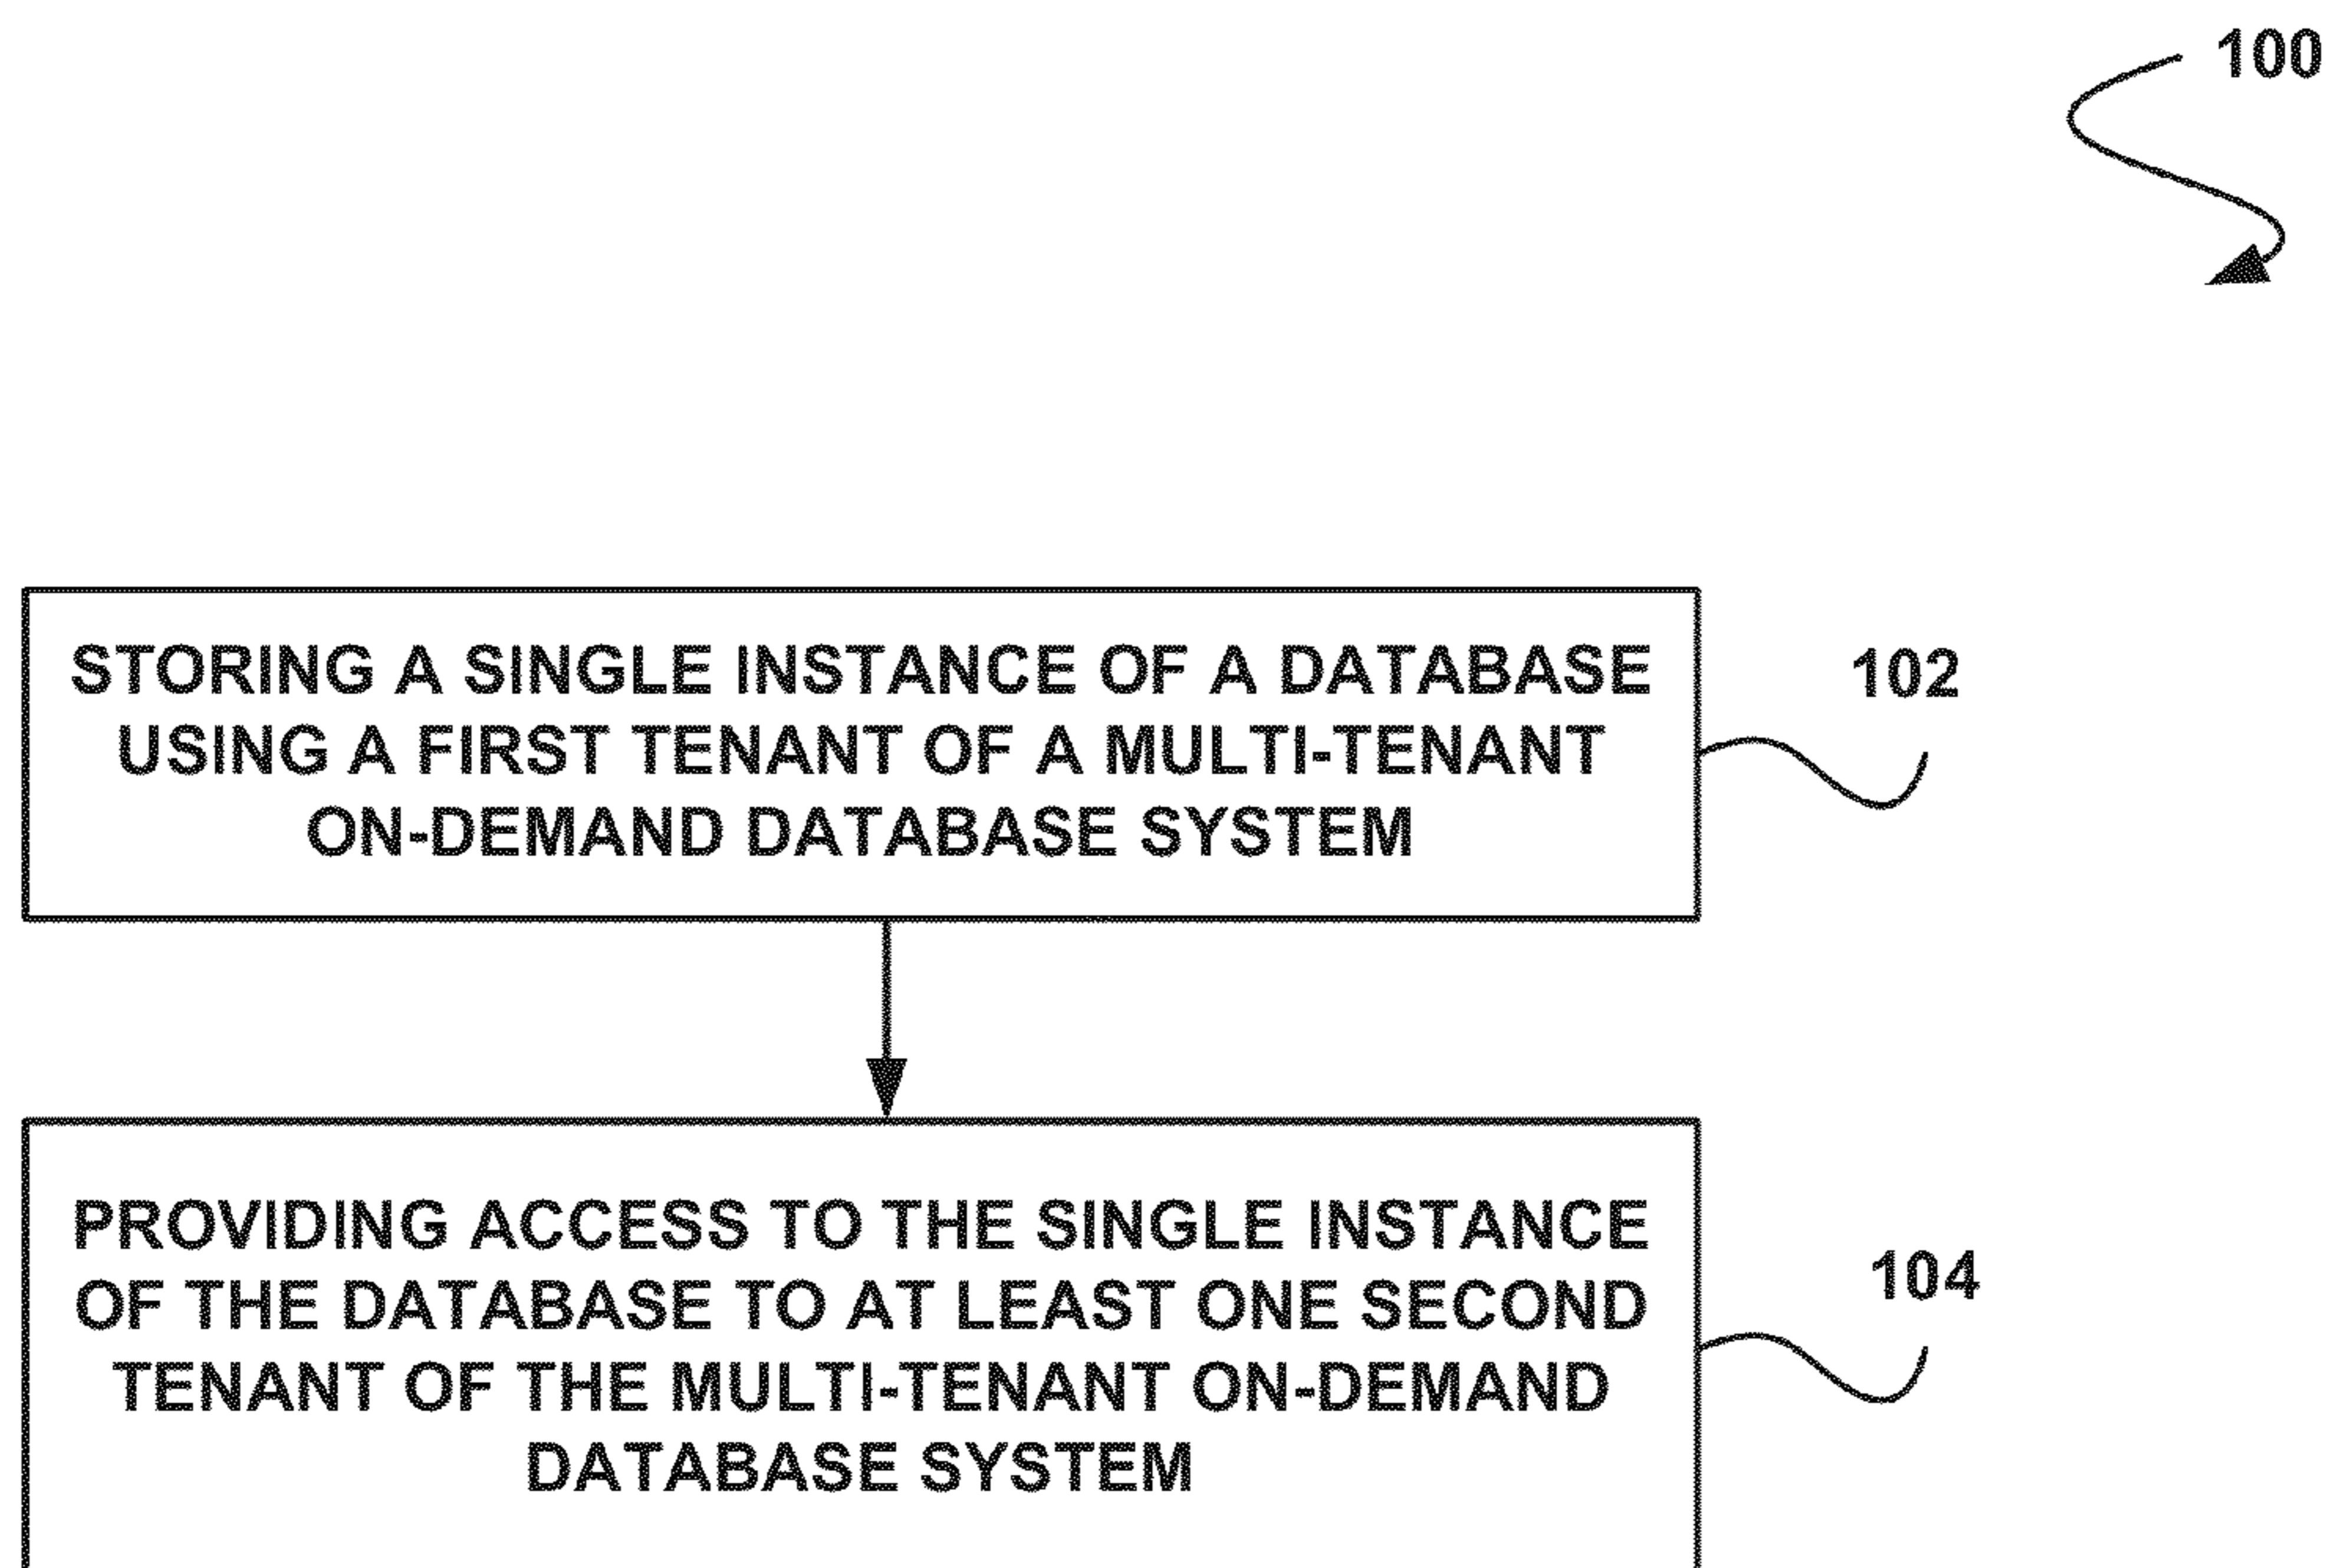 100
STORING A SINGLE INSTANCE OF A DATABASE
USING A FIRST TENANT OF A MULTI-TENANT
ON-DEMAND DATABASE SYSTEM
102
PROVIDING ACCESS TO THE SINGLE INSTANCE
OF THE DATABASE TO AT LEAST ONE SECOND
TENANT OF THE MULTI-TENANT ON-DEMAND
DATABASE SYSTEM
104